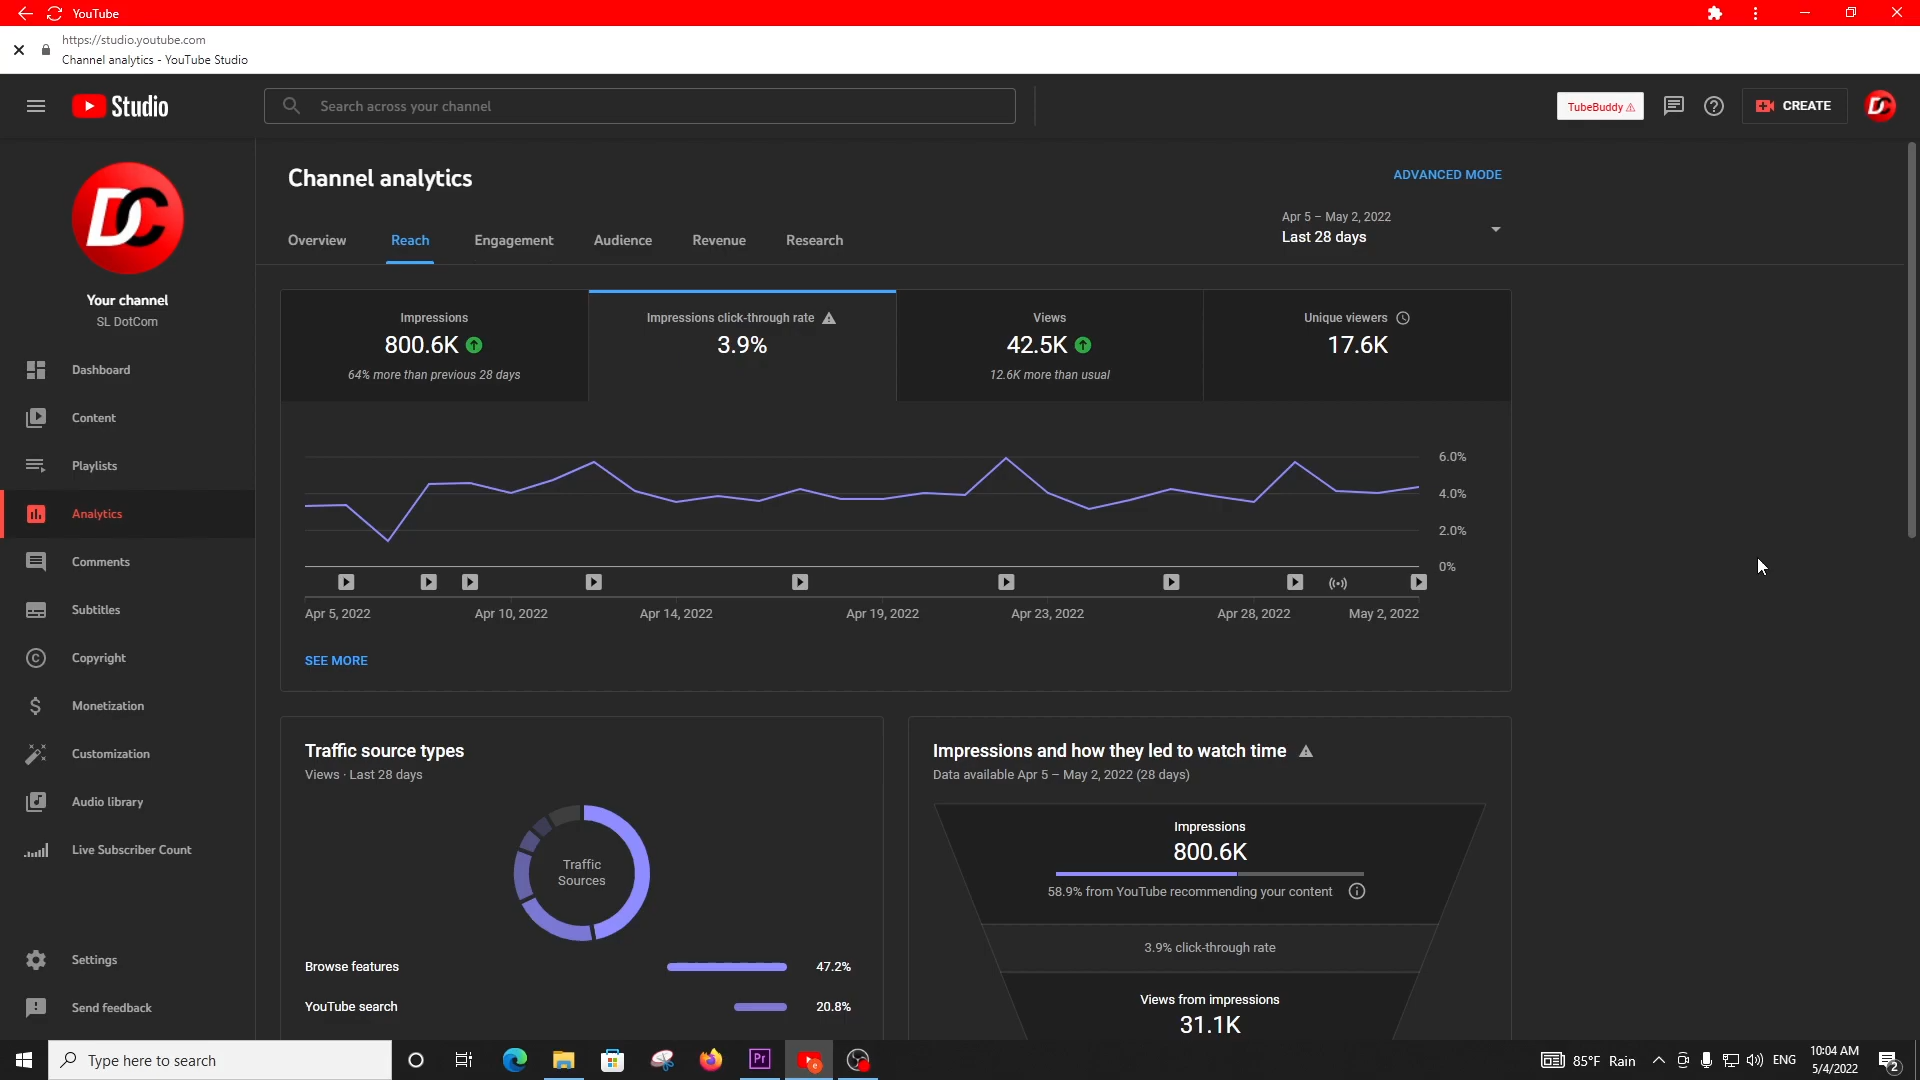 YouTube
https://studio.youtube.com
Channel analytics - YouTube Studio
Studio
Search across your channel
TubeBuddy
CREATE
DC
DC
Your channel
SL DotCom
Dashboard
Content
Playlists
Analytics
Comments
Subtitles
Copyright
Monetization
Customization
Audio library
Live Subscriber Count
Settings
Send feedback
Channel analytics
ADVANCED MODE
Apr 5 – May 2, 2022
Last 28 days
Overview Reach Engagement Audience Revenue Research
Impressions
800.6K
64% more than previous 28 days
Impressions click-through rate
3.9%
Views
42.5K
12.6K more than usual
Unique viewers
17.6K
6.0%
4.0%
2.0%
0%
Apr 5, 2022 Apr 10, 2022 Apr 14, 2022 Apr 19, 2022 Apr 23, 2022 Apr 28, 2022 May 2, 2022
SEE MORE
Traffic source types
Views · Last 28 days
Traffic
Sources
Browse features 47.2%
YouTube search 20.8%
Impressions and how they led to watch time
Data available Apr 5 – May 2, 2022 (28 days)
Impressions
800.6K
58.9% from YouTube recommending your content
3.9% click-through rate
Views from impressions
31.1K
Type here to search
Pr
85°F Rain
ENG
10:04 AM
5/4/2022
2